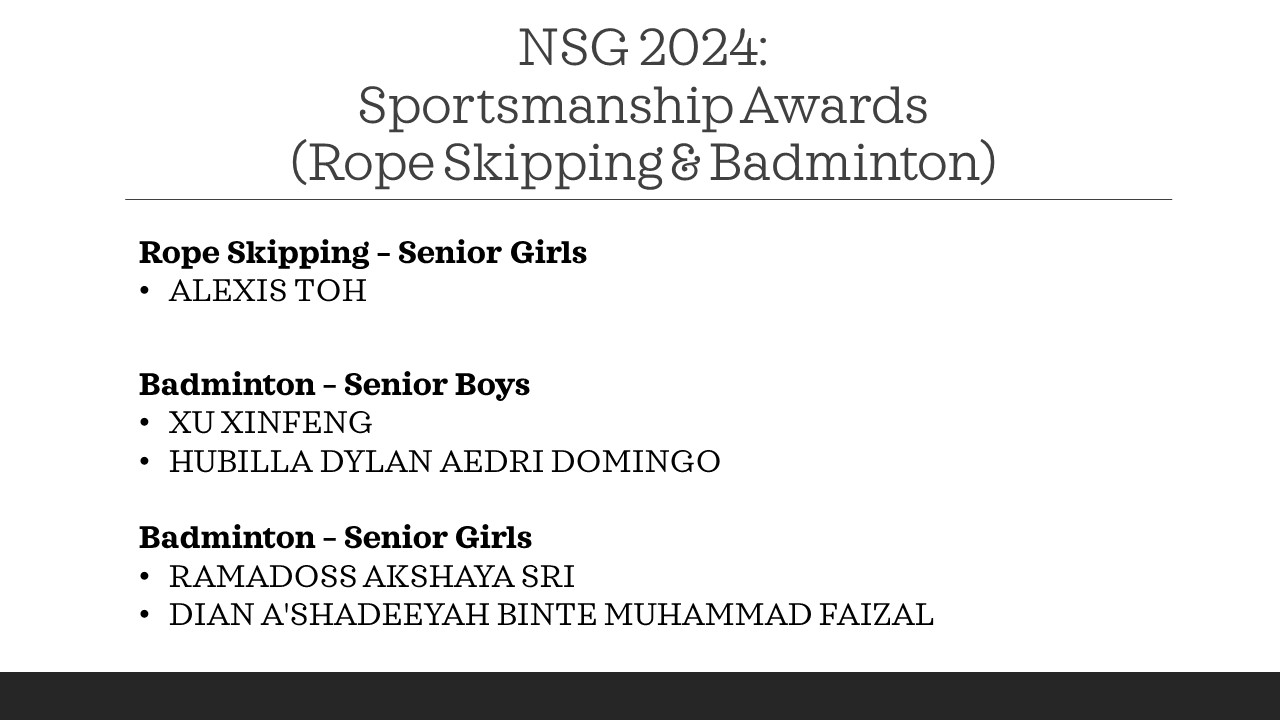 NSG 2024:
Sportsmanship Awards
(Rope Skipping & Badminton)
Rope Skipping – Senior Girls
• ALEXIS TOH
Badminton – Senior Boys
• XU XINFENG
• HUBILLA DYLAN AEDRI DOMINGO
Badminton – Senior Girls
• RAMADOSS AKSHAYA SRI
• DIAN A'SHADEEYAH BINTE MUHAMMAD FAIZAL